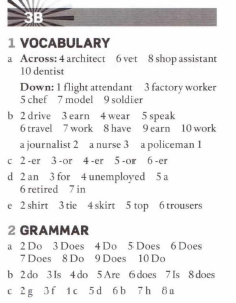 3B
1 VOCABULARY
a Across: 4 architect 6 vet 8 shop assistant
10 dentist
Down: 1 flight attendant 3 factory worker
5 chef 7 model 9 soldier
b 2 drive 3 earn 4 wear 5 speak
6 travel 7 work 8 have 9 earn 10 work
a journalist 2 a nurse 3 a policeman 1
c 2 -er 3 -or 4 -er 5 -or 6 -er
d 2 an 3 for 4 unemployed 5 a
6 retired 7 in
e 2 shirt 3 tie 4 skirt 5 top 6 trousers
2 GRAMMAR
a 2 Do 3 Does 4 Do 5 Does 6 Does
7 Does 8 Do 9 Does 10 Do
b 2 do 3 Is 4 do 5 Are 6 does 7 Is 8 does
c 2 g 3 f 4 c 5 d 6 b 7 h 8 a